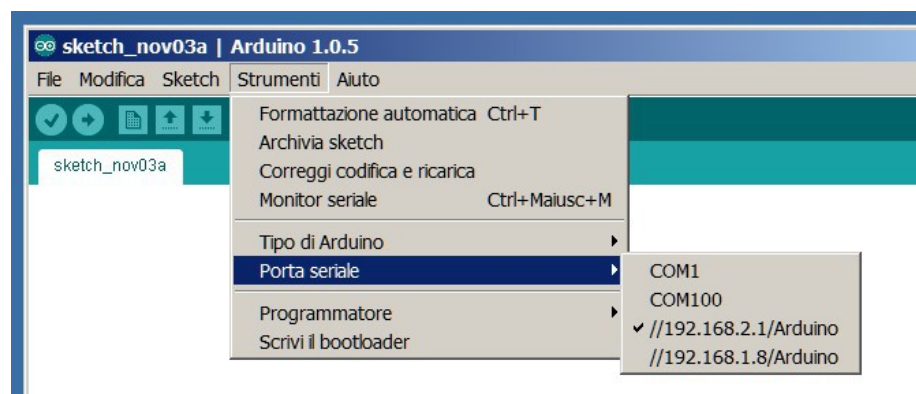 sketch_nov03a | Arduino 1.0.5
File Modifica Sketch Strumenti Aiuto
sketch_nov03a
Formattazione automatica Ctrl+T
Archivia sketch
Correggi codifica e ricarica
Monitor seriale Ctrl+Maiusc+M
Tipo di Arduino
Porta seriale
Programmatore
Scrivi il bootloader
COM1
COM100
//192.168.2.1/Arduino
//192.168.1.8/Arduino